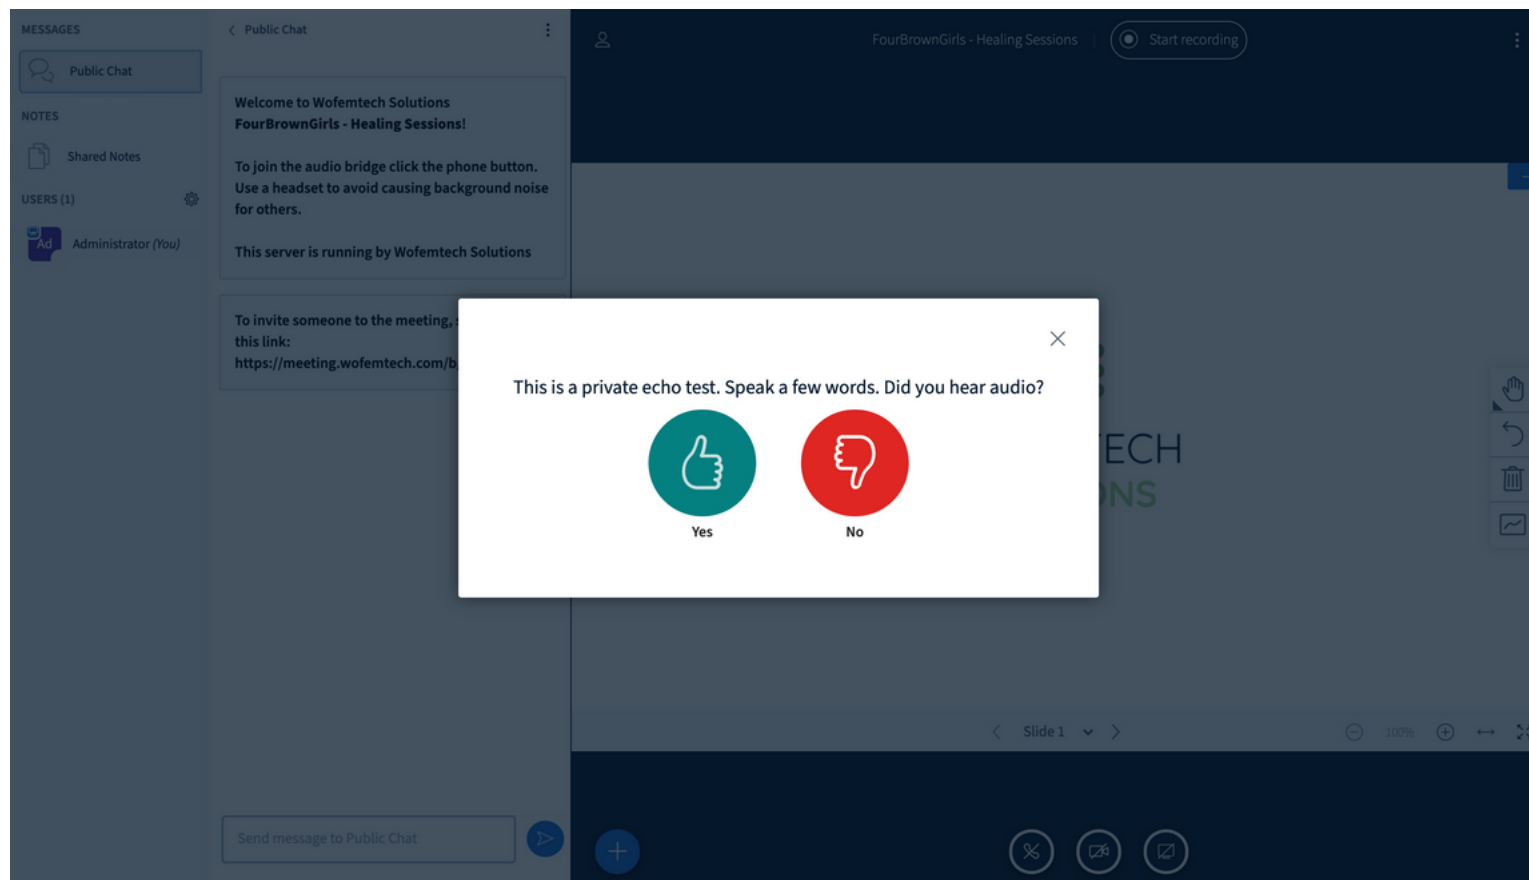 MESSAGES
Public Chat
NOTES
Shared Notes
USERS (1)
Ad
Administrator (You)
Public Chat
Welcome to Wofemtech Solutions
FourBrownGirls - Healing Sessions!
To join the audio bridge click the phone button.
Use a headset to avoid causing background noise
for others.
This server is running by Wofemtech Solutions
To invite someone to the meeting,
this link:
https://meeting.wofemtech.com/b
Send message to Public Chat
FourBrownGirls - Healing Sessions
Start recording
This is a private echo test. Speak a few words. Did you hear audio?
Yes
No
ECH
NS
Slide 1
100%